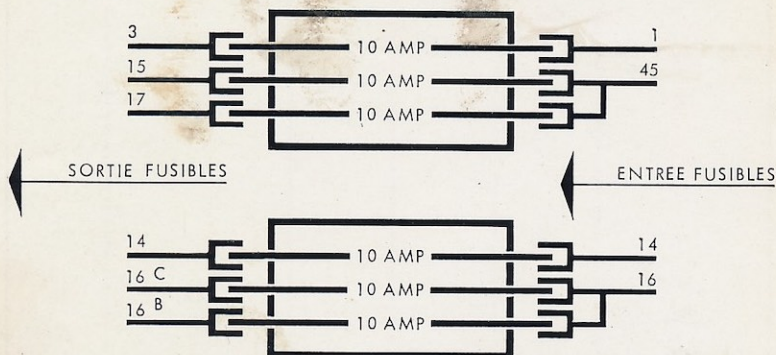 3 10 AMP 1
15 10 AMP 45
17 10 AMP
SORTIE FUSIBLES ENTREE FUSIBLES
14 10 AMP 14
16 C 10 AMP 16
16 B 10 AMP